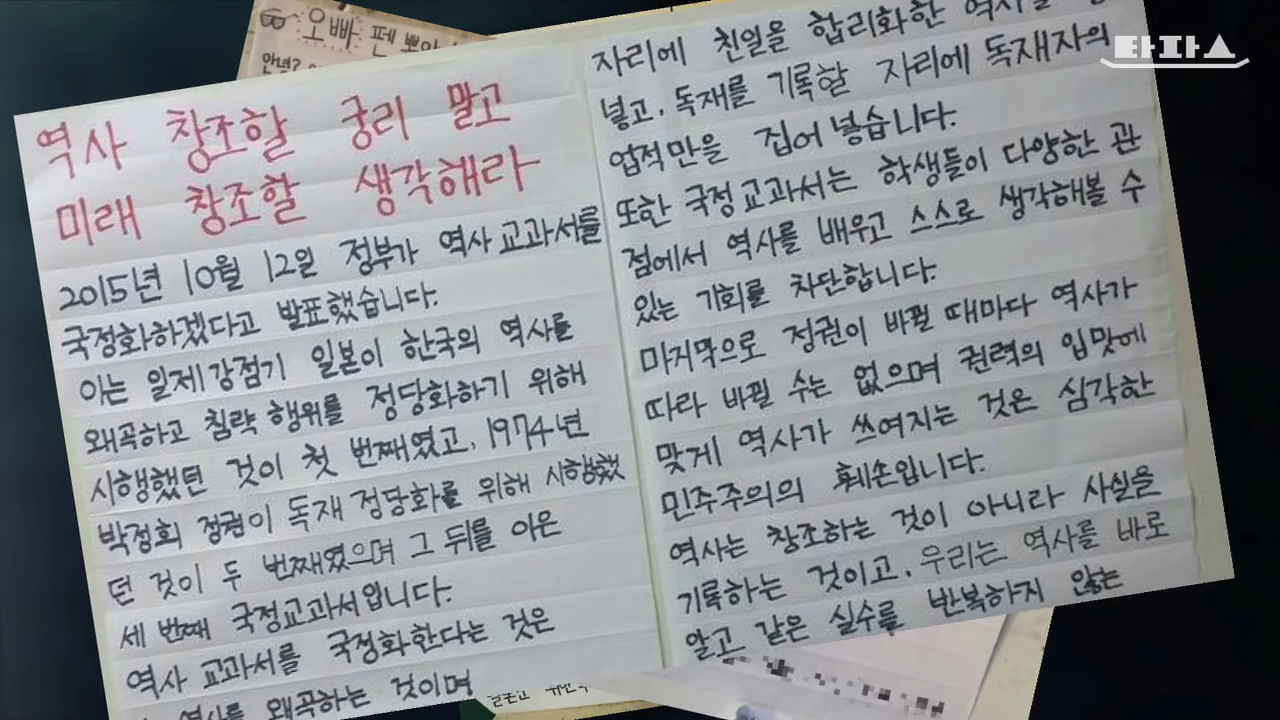 오빠 펜
안녕?
역사 창조할 궁리 말고
미래 창조할 생각해라
2015년 10월 12일 정부가 역사 교과서를
국정화하겠다고 발표했습니다.
이는 일제강점기 일본이 한국의 역사를
왜곡하고 침략 행위를 정당화하기 위해
시행했던 것이 첫 번째였고, 1974년
박정희 정권이 독재 정당화를 위해 시행했
던 것이 두 번째였으며 그 뒤를 이은
세 번째 국정교과서입니다.
역사 교과서를 국정화한다는 것은
역사를 왜곡하는 것이며
자리에 친일을 합리화한 역사를
넣고, 독재를 기록할 자리에 독재자의
업적만을 집어 넣습니다.
또한 국정교과서는 학생들이 다양한 관
점에서 역사를 배우고 스스로 생각해볼 수
있는 기회를 차단합니다.
마지막으로 정권이 바뀔 때마다 역사가
따라 바뀔 수는 없으며 권력의 입맛에
맞게 역사가 쓰여지는 것은 심각한
민주주의의 훼손입니다.
역사는 창조하는 것이 아니라 사실을
기록하는 것이고, 우리는 역사를 바로
알고 같은 실수를 반복하지 않는
타파스